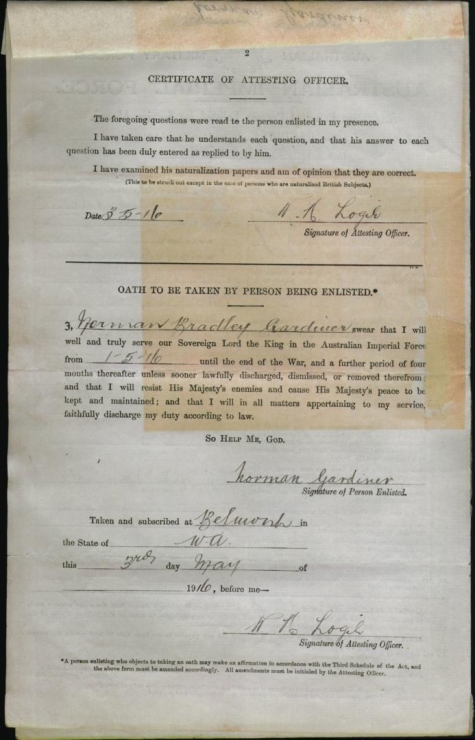 2
CERTIFICATE OF ATTESTING OFFICER.
The foregoing questions were read to the person enlisted in my presence.
I have taken care that he understands each question, and that his answer to each
question has been duly entered as replied to by him.
I have examined his naturalization papers and am of opinion that they are correct.
(This to be struck out except in the case of persons who are naturalized British Subjects.)
Date 3-5-16
Signature of Attesting Officer.
OATH TO BE TAKEN BY PERSON BEING ENLISTED.*
3, Norman Bradley Gardiner swear that I will
well and truly serve our Sovereign Lord the King in the Australian Imperial Force
from 1-5-16 until the end of the War, and a further period of four
months thereafter unless sooner lawfully discharged, dismissed, or removed therefrom;
and that I will resist His Majesty's enemies and cause His Majesty's peace to be
kept and maintained; and that I will in all matters appertaining to my service,
faithfully discharge my duty according to law.
SO HELP ME, GOD.
Norman Gardiner
Signature of Person Enlisted.
Taken and subscribed at in
the State of W.A.
this 3rd day May of
1916, before me—
Signature of Attesting Officer.
*A person enlisting who objects to taking an oath may make an affirmation in accordance with the Third Schedule of the Act, and
the above form must be amended accordingly. All amendments must be initialed by the Attesting Officer.